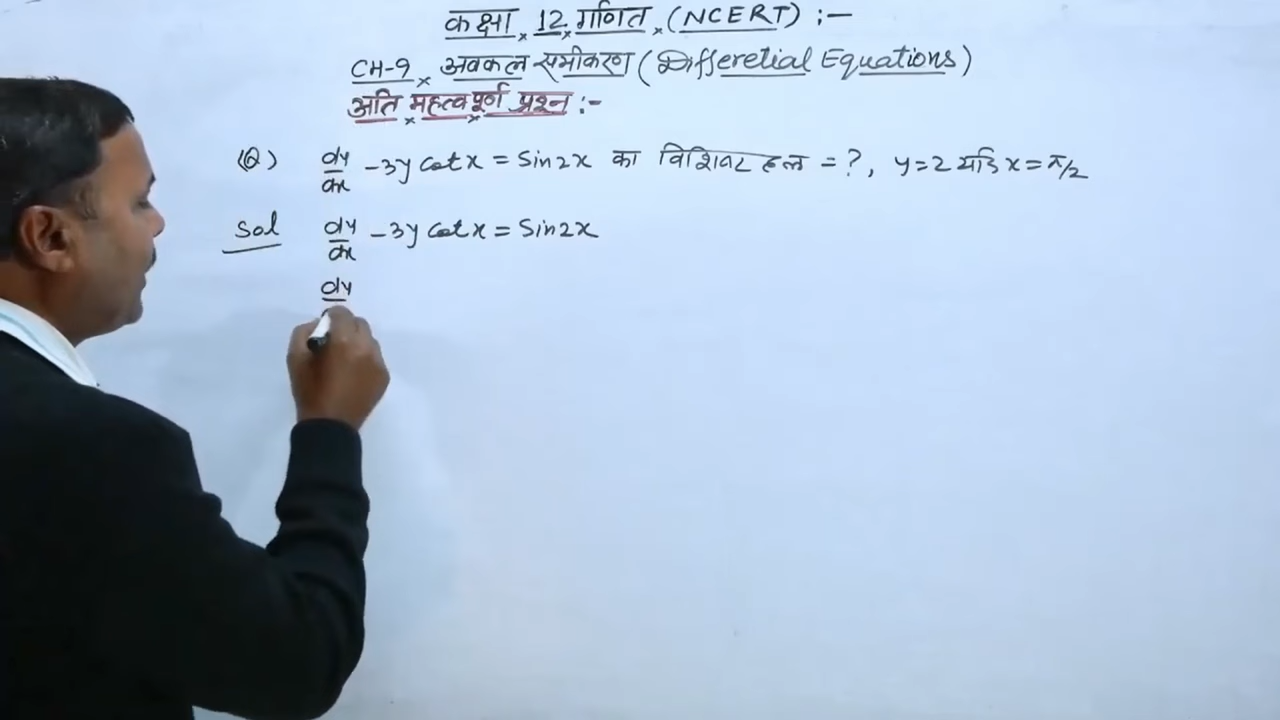 कक्षा 12 गणित (NCERT) :-
CH-9 अवकल समीकरण (Differetial Equations)
अति महत्वपूर्ण प्रश्न :-
(Q) dy/dx - 3y cot x = Sin2x का विशिष्ट हल = ?, y = 2 यदि x = π/2
Sol dy/dx - 3y cot x = Sin2x
dy